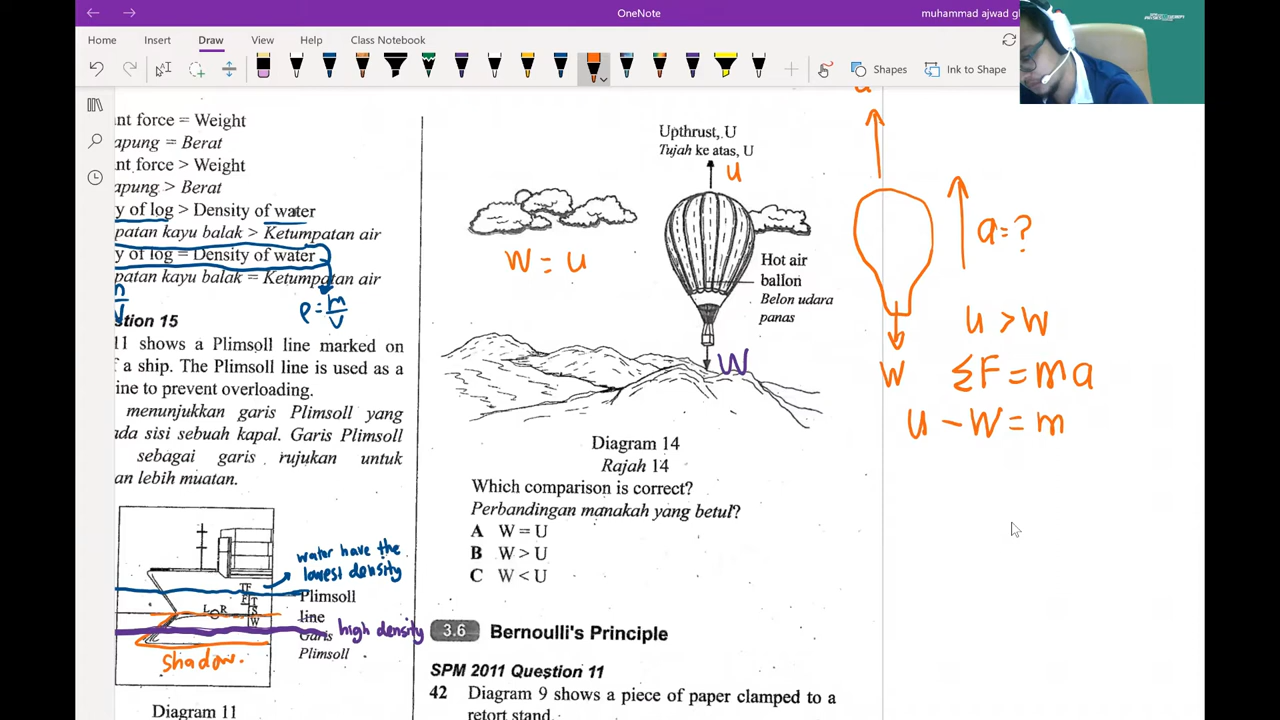 OneNote
muhammad ajwad gh
Home Insert Draw View Help Class Notebook
Shapes
Ink to Shape
ant force = Weight
apung = Berat
ant force > Weight
apung > Berat
y of log > Density of water
patan kayu balak > Ketumpatan air
y of log = Density of water
patan kayu balak = Ketumpatan air
ρ = m/V
stion 15
11 shows a Plimsoll line marked on
f a ship. The Plimsoll line is used as a
ine to prevent overloading.
menunjukkan garis Plimsoll yang
ada sisi sebuah kapal. Garis Plimsoll
sebagai garis rujukan untuk
an lebih muatan.
water have the
lowest density
TF
F T
L R S
W
Plimsoll
line
Garis
Plimsoll
high density
shadow.
Diagram 11
Upthrust, U
Tujah ke atas, U
u
W = u
Hot air
ballon
Belon udara
panas
W
Diagram 14
Rajah 14
Which comparison is correct?
Perbandingan manakah yang betul?
A W = U
B W > U
C W < U
3.6 Bernoulli's Principle
SPM 2011 Question 11
42 Diagram 9 shows a piece of paper clamped to a
retort stand.
u
a = ?
W
u > W
ΣF = ma
u - W = m